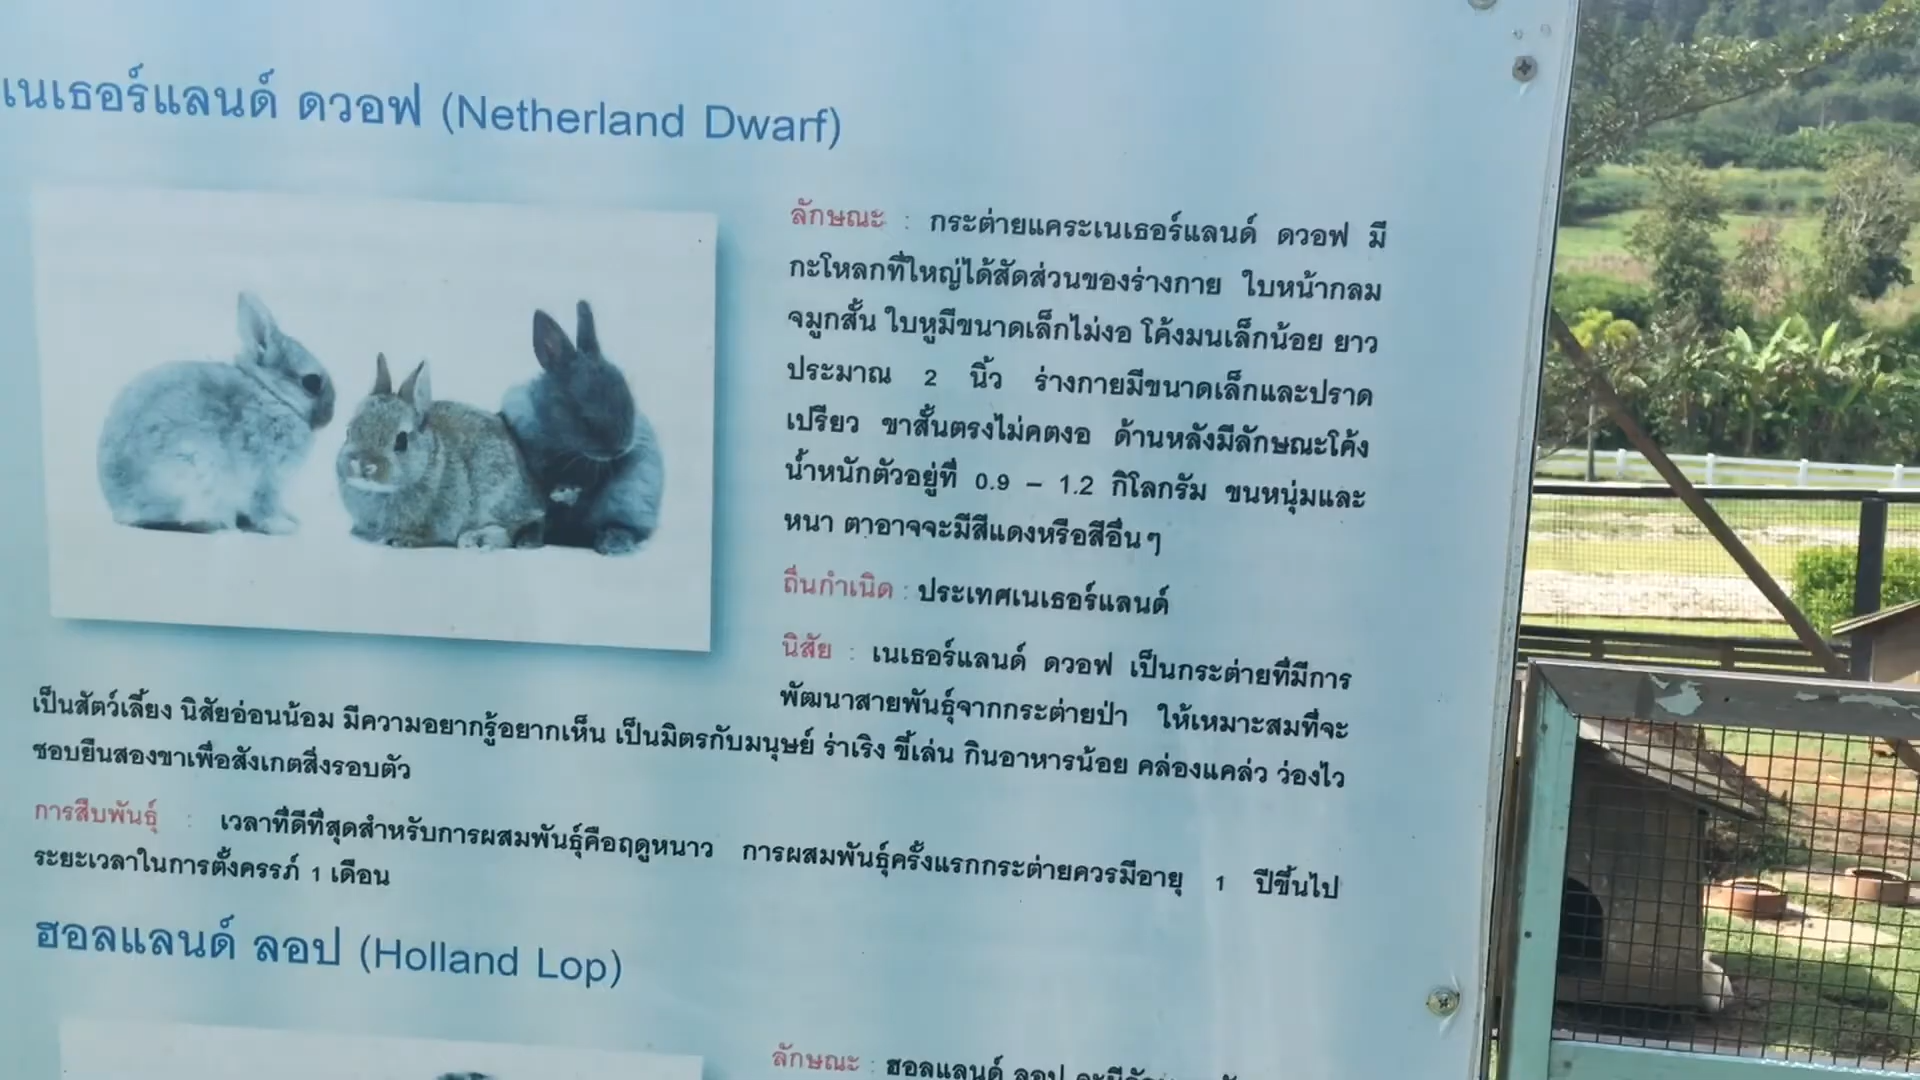 เนเธอร์แลนด์ ดวอฟ (Netherland Dwarf)
ลักษณะ : กระต่ายแคระเนเธอร์แลนด์ ดวอฟ มี
กะโหลกที่ใหญ่ได้สัดส่วนของร่างกาย ใบหน้ากลม
จมูกสั้น ใบหูมีขนาดเล็กไม่งอ โค้งมนเล็กน้อย ยาว
ประมาณ 2 นิ้ว ร่างกายมีขนาดเล็กและปราด
เปรียว ขาสั้นตรงไม่คตงอ ด้านหลังมีลักษณะโค้ง
น้ำหนักตัวอยู่ที่ 0.9 – 1.2 กิโลกรัม ขนหนุ่มและ
หนา ตาอาจจะมีสีแดงหรือสีอื่นๆ
ถิ่นกำเนิด : ประเทศเนเธอร์แลนด์
นิสัย : เนเธอร์แลนด์ ดวอฟ เป็นกระต่ายที่มีการ
พัฒนาสายพันธุ์จากกระต่ายป่า ให้เหมาะสมที่จะ
เป็นสัตว์เลี้ยง นิสัยอ่อนน้อม มีความอยากรู้อยากเห็น เป็นมิตรกับมนุษย์ ร่าเริง ขี้เล่น กินอาหารน้อย คล่องแคล่ว ว่องไว
ชอบยืนสองขาเพื่อสังเกตสิ่งรอบตัว
การสืบพันธุ์ : เวลาที่ดีที่สุดสำหรับการผสมพันธุ์คือฤดูหนาว การผสมพันธุ์ครั้งแรกกระต่ายควรมีอายุ 1 ปีขึ้นไป
ระยะเวลาในการตั้งครรภ์ 1 เดือน
ฮอลแลนด์ ลอป (Holland Lop)
ลักษณะ : ฮอลแลนด์ ลอป